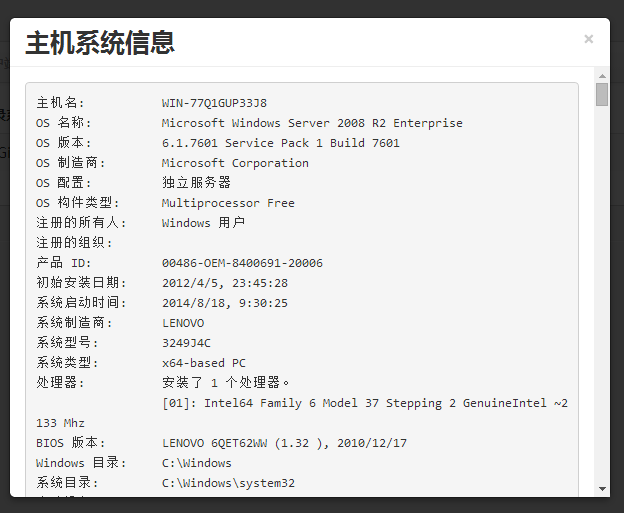 主机系统信息
×
主机名: WIN-77Q1GUP33J8
OS 名称: Microsoft Windows Server 2008 R2 Enterprise
OS 版本: 6.1.7601 Service Pack 1 Build 7601
OS 制造商: Microsoft Corporation
OS 配置: 独立服务器
OS 构件类型: Multiprocessor Free
注册的所有人: Windows 用户
注册的组织:
产品 ID: 00486-OEM-8400691-20006
初始安装日期: 2012/4/5, 23:45:28
系统启动时间: 2014/8/18, 9:30:25
系统制造商: LENOVO
系统型号: 3249J4C
系统类型: x64-based PC
处理器: 安装了 1 个处理器。
[01]: Intel64 Family 6 Model 37 Stepping 2 GenuineIntel ~2
133 Mhz
BIOS 版本: LENOVO 6QET62WW (1.32 ), 2010/12/17
Windows 目录: C:\Windows
系统目录: C:\Windows\system32